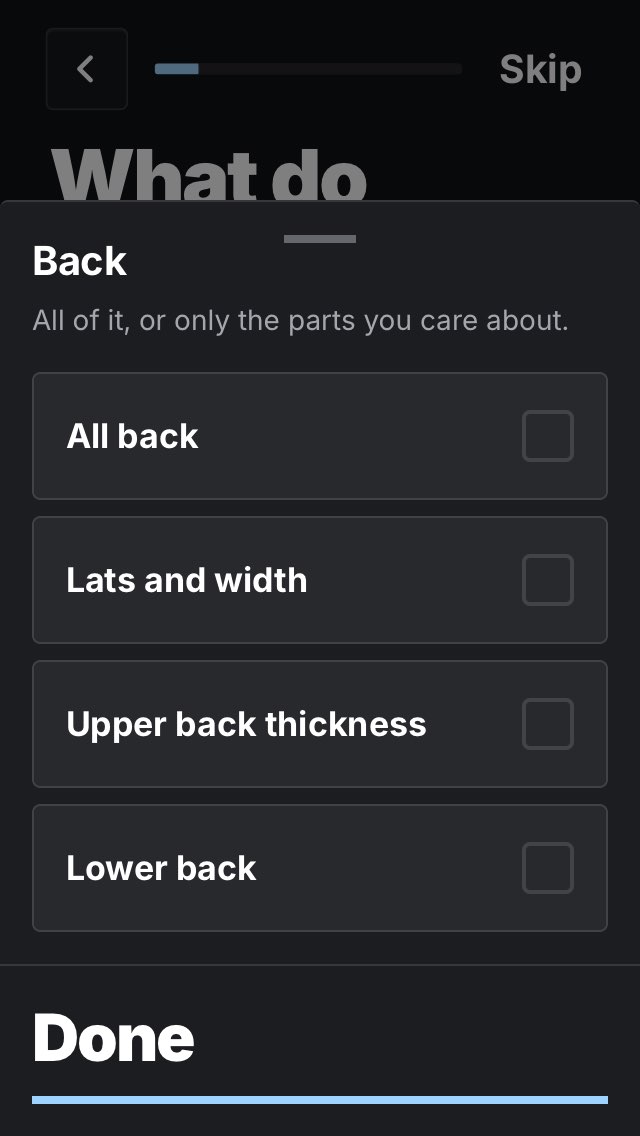 Skip
What do
Back
All of it, or only the parts you care about.
All back
Lats and width
Upper back thickness
Lower back
Done